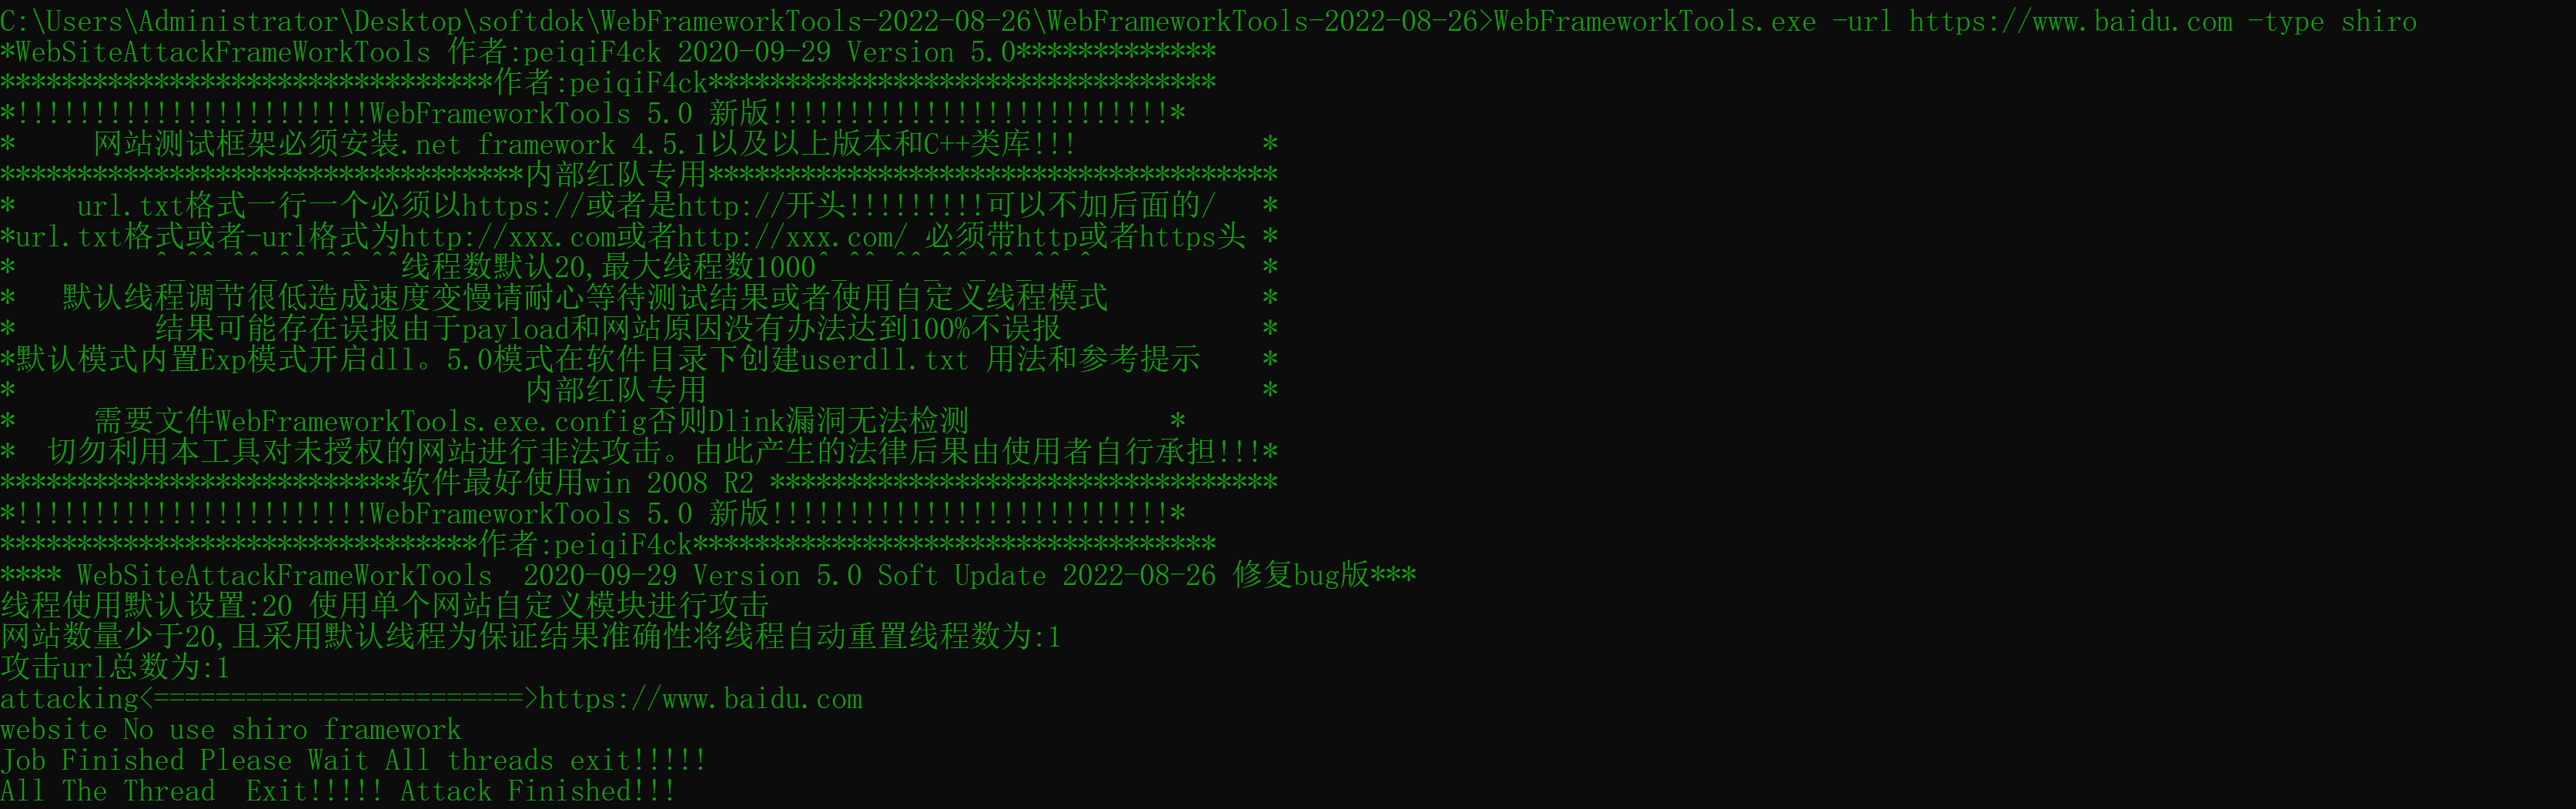 C:\Users\Administrator\Desktop\softdok\WebFrameworkTools-2022-08-26\WebFrameworkTools-2022-08-26>WebFrameworkTools.exe -url https://www.baidu.com -type shiro
*WebSiteAttackFrameWorkTools 作者:peiqiF4ck 2020-09-29 Version 5.0*************
********************************作者:peiqiF4ck*********************************
*!!!!!!!!!!!!!!!!!!!!!!!WebFrameworkTools 5.0 新版!!!!!!!!!!!!!!!!!!!!!!!!!!*
*     网站测试框架必须安装.net framework 4.5.1以及以上版本和C++类库!!!            *
**********************************内部红队专用*************************************
*    url.txt格式一行一个必须以https://或者是http://开头!!!!!!!!!可以不加后面的/   *
*url.txt格式或者-url格式为http://xxx.com或者http://xxx.com/ 必须带http或者https头 *
*         ^_^^_^^_^^_^^_^^线程数默认20,最大线程数1000^_^^_^^_^^_^^_^^_^           *
*   默认线程调节很低造成速度变慢请耐心等待测试结果或者使用自定义线程模式          *
*         结果可能存在误报由于payload和网站原因没有办法达到100%不误报             *
*默认模式内置Exp模式开启dll。5.0模式在软件目录下创建userdll.txt 用法和参考提示    *
*                                 内部红队专用                                    *
*     需要文件WebFrameworkTools.exe.config否则Dlink漏洞无法检测             *
*  切勿利用本工具对未授权的网站进行非法攻击。由此产生的法律后果由使用者自行承担!!!*
**************************软件最好使用win 2008 R2 *********************************
*!!!!!!!!!!!!!!!!!!!!!!!WebFrameworkTools 5.0 新版!!!!!!!!!!!!!!!!!!!!!!!!!!*
*******************************作者:peiqiF4ck**********************************
**** WebSiteAttackFrameWorkTools  2020-09-29 Version 5.0 Soft Update 2022-08-26 修复bug版***
线程使用默认设置:20 使用单个网站自定义模块进行攻击
网站数量少于20,且采用默认线程为保证结果准确性将线程自动重置线程数为:1
攻击url总数为:1
attacking<========================>https://www.baidu.com
website No use shiro framework
Job Finished Please Wait All threads exit!!!!!
All The Thread  Exit!!!!! Attack Finished!!!